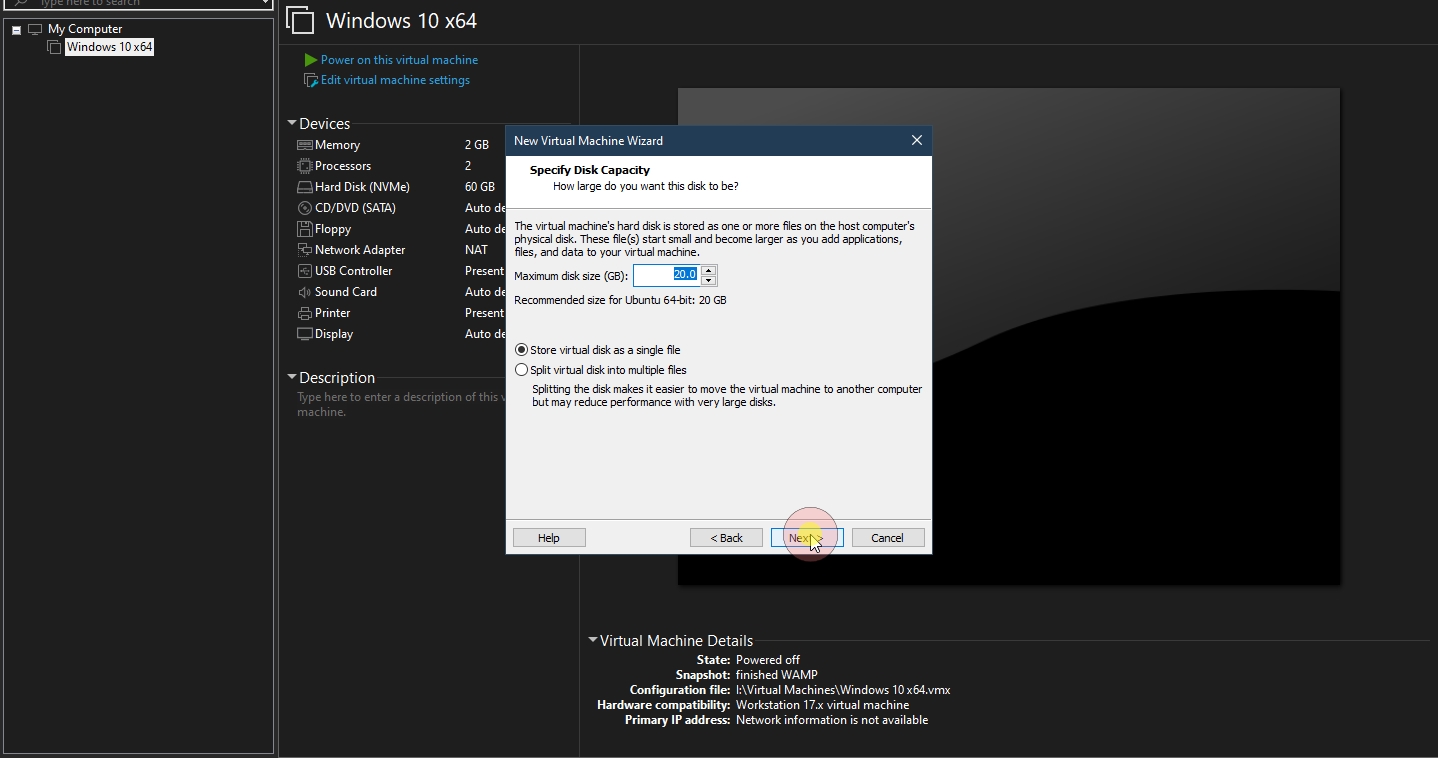 Type here to search
My Computer
Windows 10 x64
Windows 10 x64
Power on this virtual machine
Edit virtual machine settings
Devices
Memory 2 GB
Processors 2
Hard Disk (NVMe) 60 GB
CD/DVD (SATA) Auto de
Floppy Auto de
Network Adapter NAT
USB Controller Present
Sound Card Auto de
Printer Present
Display Auto de
Description
Type here to enter a description of this v
machine.
New Virtual Machine Wizard
Specify Disk Capacity
How large do you want this disk to be?
The virtual machine's hard disk is stored as one or more files on the host computer's
physical disk. These file(s) start small and become larger as you add applications,
files, and data to your virtual machine.
Maximum disk size (GB): 20.0
Recommended size for Ubuntu 64-bit: 20 GB
Store virtual disk as a single file
Split virtual disk into multiple files
Splitting the disk makes it easier to move the virtual machine to another computer
but may reduce performance with very large disks.
Help < Back Next > Cancel
Virtual Machine Details
State: Powered off
Snapshot: finished WAMP
Configuration file: I:\Virtual Machines\Windows 10 x64.vmx
Hardware compatibility: Workstation 17.x virtual machine
Primary IP address: Network information is not available